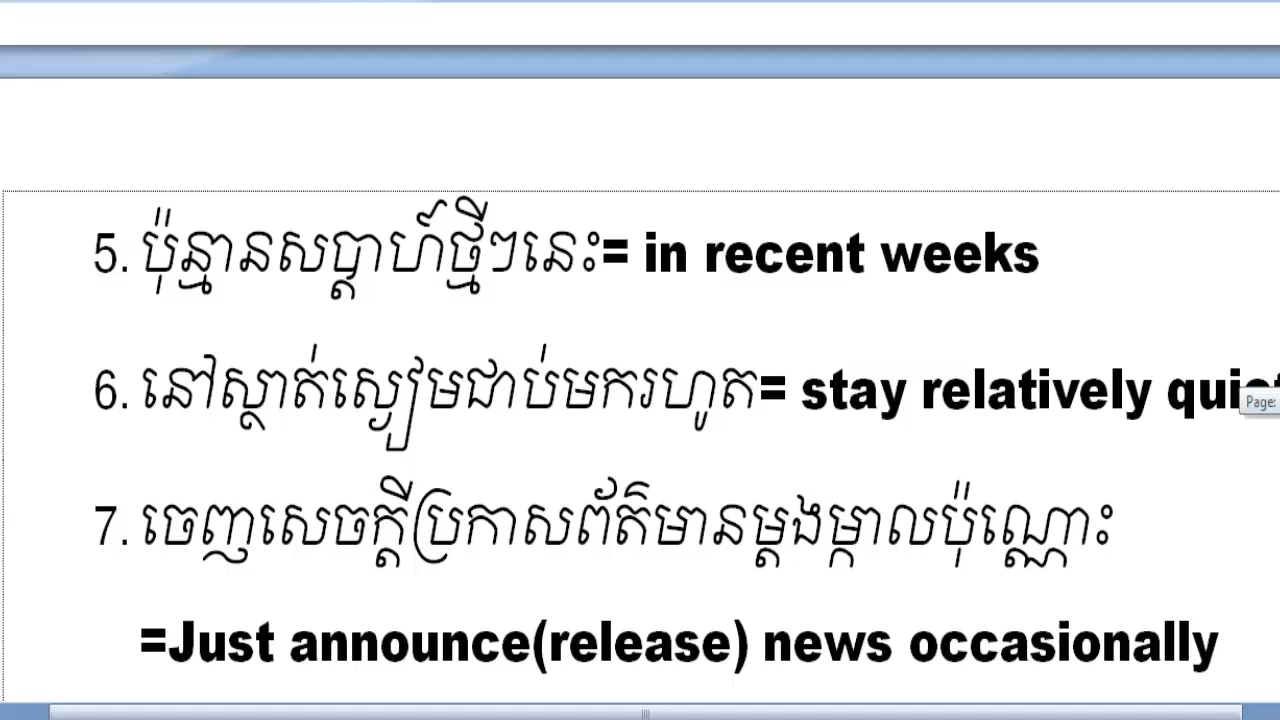 5. ប៉ុន្មានសប្តាហ៍ថ្មីៗនេះ= in recent weeks
6. នៅស្ងាត់ស្ងៀមជាប់មករហូត= stay relatively quiet
Page:
7. ចេញសេចក្តីប្រកាសព័ត៌មានម្តងម្កាលប៉ុណ្ណោះ
=Just announce(release) news occasionally